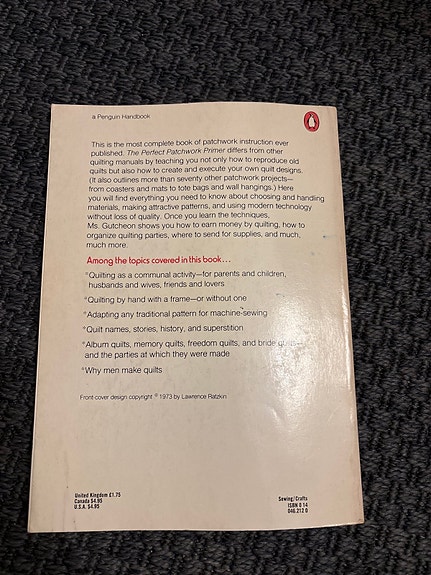 a Penguin Handbook
This is the most complete book of patchwork instruction ever
published. The Perfect Patchwork Primer differs from other
quilting manuals by teaching you not only how to reproduce old
quilts but also how to create and execute your own quilt designs.
(It also outlines more than seventy other patchwork projects—
from coasters and mats to tote bags and wall hangings.) Here
you will find everything you need to know about choosing and handling
materials, making attractive patterns, and using modern technology
without loss of quality. Once you learn the techniques,
Ms. Gutcheon shows you how to earn money by quilting, how to
organize quilting parties, where to send for supplies, and much,
much more.
Among the topics covered in this book...
*Quilting as a communal activity—for parents and children,
husbands and wives, friends and lovers
*Quilting by hand with a frame—or without one
*Adapting any traditional pattern for machine-sewing
*Quilt names, stories, history, and superstition
*Album quilts, memory quilts, freedom quilts, and bride quilts—
and the parties at which they were made
*Why men make quilts
Front cover design copyright © 1973 by Lawrence Ratzkin
United Kingdom £1.75
Canada $4.95
U.S.A. $4.95
Sewing/Crafts
ISBN 0 14
046.212 0